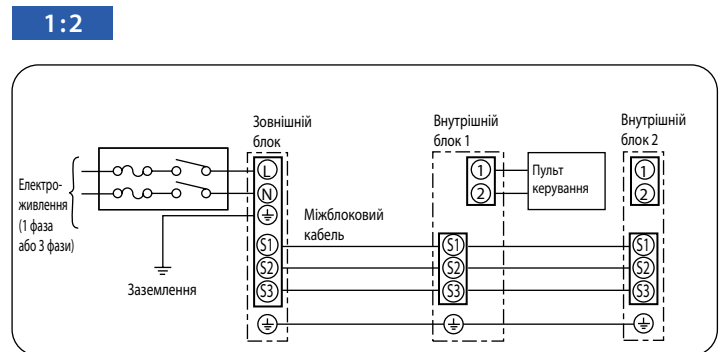 1:2
Зовнішній
блок
Внутрішній
блок 1
Внутрішній
блок 2
Електро-
живлення
(1 фаза
або 3 фази)
L
N
Заземлення
Міжблоковий
кабель
S1
S2
S3
1
2
Пульт
керування
S1
S2
S3
1
2
S1
S2
S3